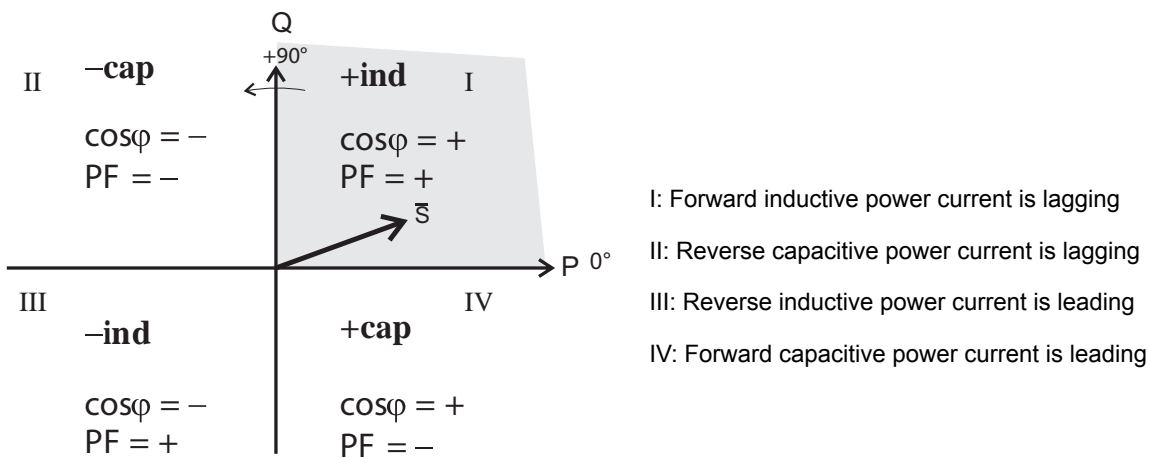 Q
+90°
II
–cap
cosφ = –
PF = –
+ind
I
cosφ = +
PF = +
S̅
P 0°
III
–ind
cosφ = –
PF = +
IV
+cap
cosφ = +
PF = –
I: Forward inductive power current is lagging
II: Reverse capacitive power current is lagging
III: Reverse inductive power current is leading
IV: Forward capacitive power current is leading